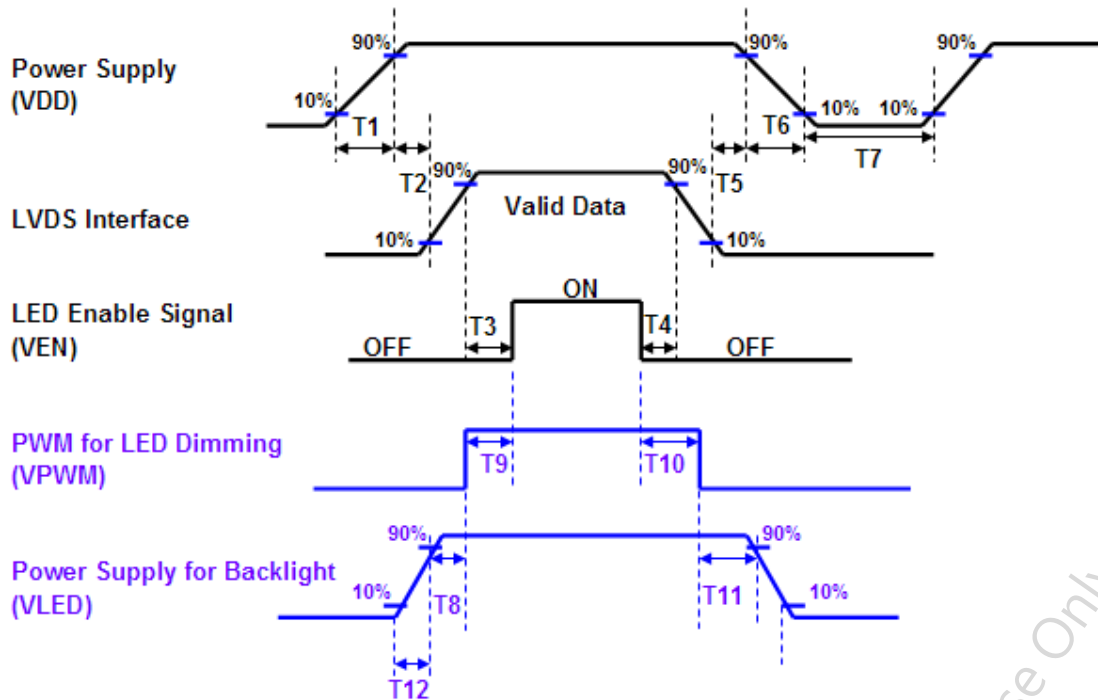 90% 90% 90%
Power Supply
(VDD)
10% T1 T6 10% 10%
T7
T2 90% 90% T5
Valid Data
LVDS Interface
10% 10%
ON
LED Enable Signal
(VEN)
T3 T4
OFF OFF
PWM for LED Dimming
(VPWM)
T9 T10
90% 90%
Power Supply for Backlight
(VLED)
10% T8 T11 10%
T12
se Only